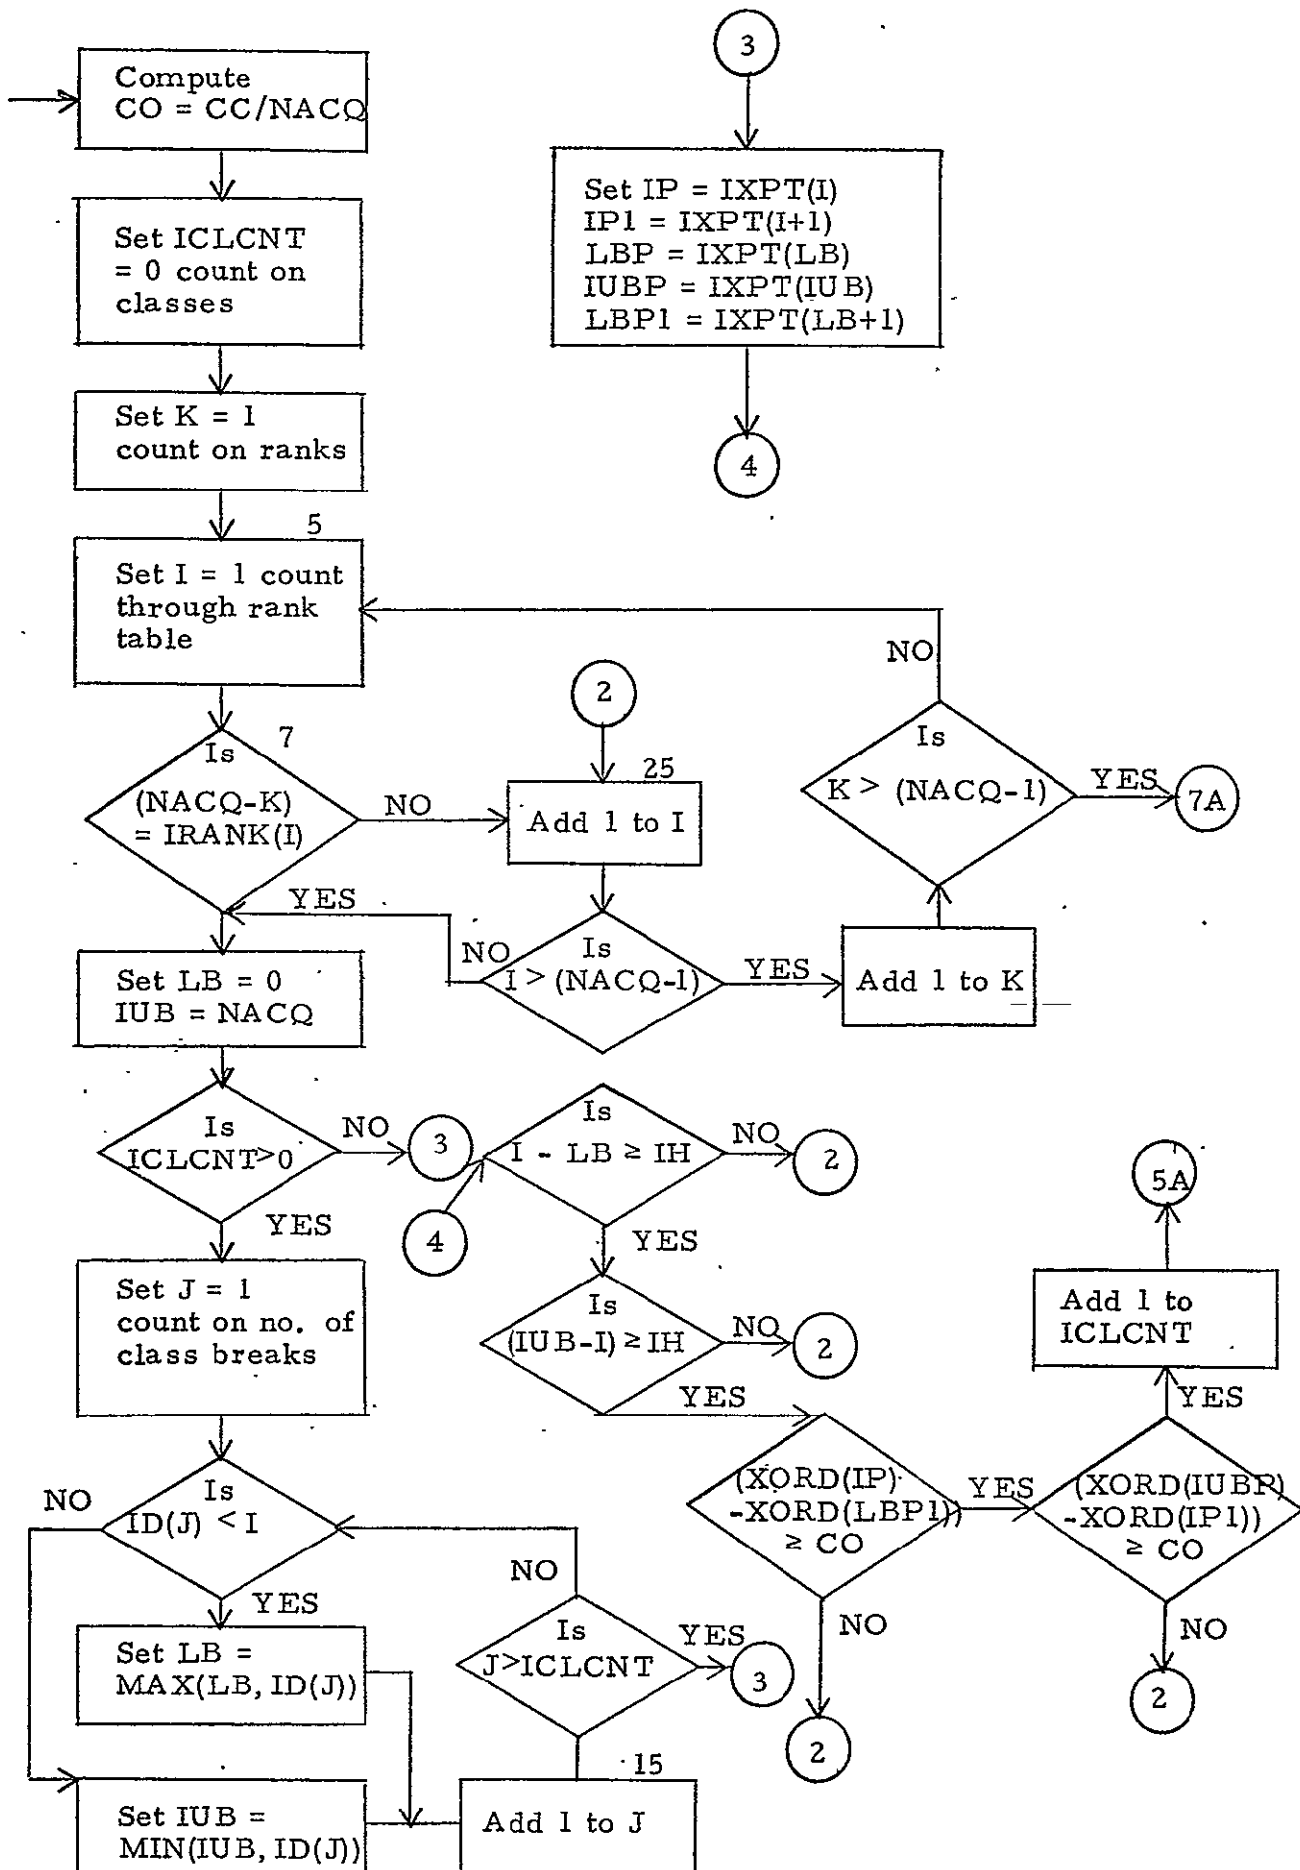 Compute
CO = CC/NACQ
Set ICLCNT
= 0 count on
classes
Set K = 1
count on ranks
5
Set I = 1 count
through rank
table
7
Is
(NACQ-K)
= IRANK(I)
NO
YES
Set LB = 0
IUB = NACQ
Is
ICLCNT>0
NO
3
YES
Set J = 1
count on no. of
class breaks
Is
ID(J) < I
NO
YES
Set LB =
MAX(LB, ID(J))
Set IUB =
MIN(IUB, ID(J))
15
Add 1 to J
Is
J>ICLCNT
NO
YES
3
3
Set IP = IXPT(I)
IP1 = IXPT(I+1)
LBP = IXPT(LB)
IUBP = IXPT(IUB)
LBP1 = IXPT(LB+1)
4
2
25
Add 1 to I
Is
I > (NACQ-1)
NO
YES
Add 1 to K
Is
K > (NACQ-1)
NO
YES
7A
4
Is
I - LB ≥ IH
NO
2
YES
Is
(IUB-I) ≥ IH
NO
2
YES
(XORD(IP)
-XORD(LBP1))
≥ CO
NO
2
YES
(XORD(IUBP)
-XORD(IP1))
≥ CO
NO
2
YES
Add 1 to
ICLCNT
5A